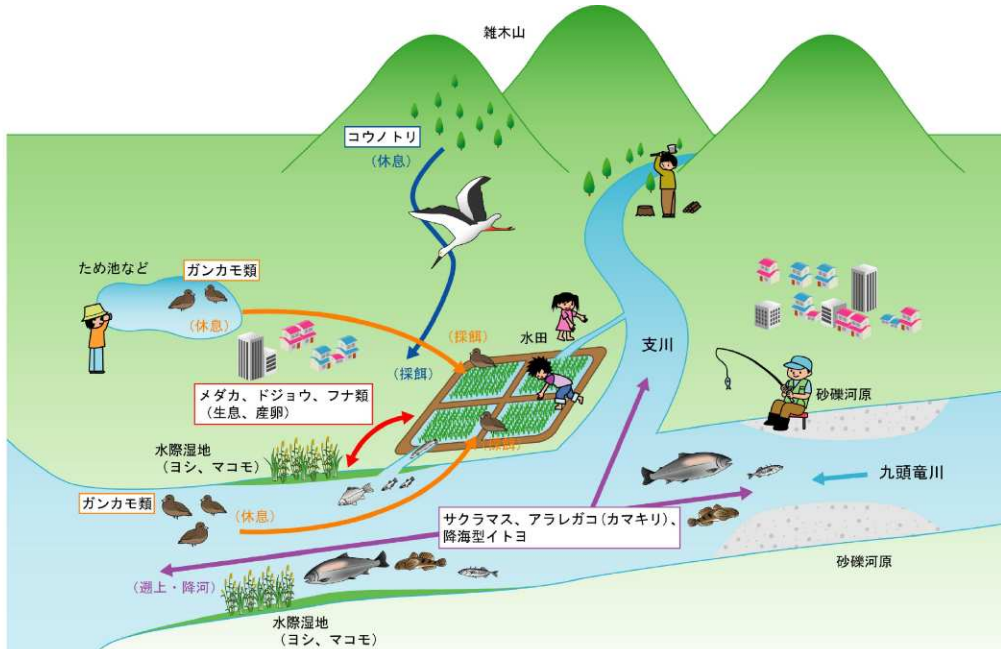 雑木山
コウノトリ
(休息)
ため池など
ガンカモ類
(休息)
(採餌)
水田
(採餌)
支川
メダカ、ドジョウ、フナ類
(生息、産卵)
砂礫河原
水際湿地
(ヨシ、マコモ)
(採餌)
九頭竜川
ガンカモ類
(休息)
サクラマス、アラレガコ(カマキリ)、
降海型イトヨ
砂礫河原
(遡上・降河)
水際湿地
(ヨシ、マコモ)